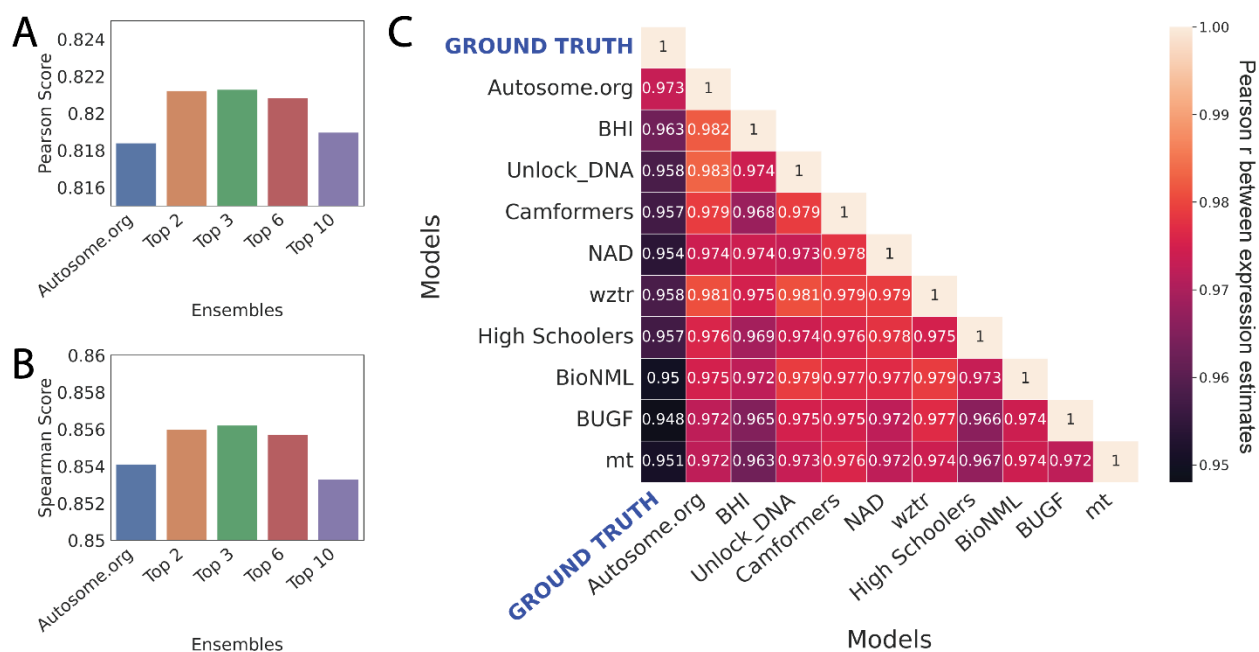 A
0.824
0.822
0.82
0.818
0.816
Pearson Score
Autosome.org
Top 2
Top 3
Top 6
Top 10
Ensembles
B
0.86
0.858
0.856
0.854
0.852
0.85
Spearman Score
Autosome.org
Top 2
Top 3
Top 6
Top 10
Ensembles
C
Models
GROUND TRUTH 1
Autosome.org 0.973 1
BHI 0.963 0.982 1
Unlock_DNA 0.958 0.983 0.974 1
Camformers 0.957 0.979 0.968 0.979 1
NAD 0.954 0.974 0.974 0.973 0.978 1
wztr 0.958 0.981 0.975 0.981 0.979 0.979 1
High Schoolers 0.957 0.976 0.969 0.974 0.976 0.978 0.975 1
BioNML 0.95 0.975 0.972 0.979 0.977 0.977 0.979 0.973 1
BUGF 0.948 0.972 0.965 0.975 0.975 0.972 0.977 0.966 0.974 1
mt 0.951 0.972 0.963 0.973 0.976 0.972 0.974 0.967 0.974 0.972 1
GROUND TRUTH
Autosome.org
BHI
Unlock_DNA
Camformers
NAD
wztr
High Schoolers
BioNML
BUGF
mt
Models
1.00
0.99
0.98
0.97
0.96
0.95
Pearson r between expression estimates